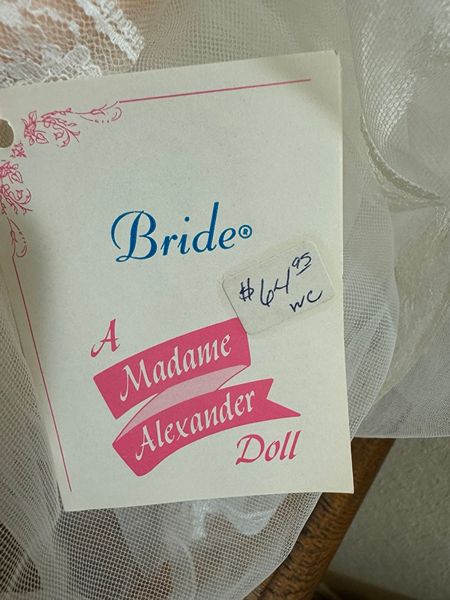 Bride®
$64.95
WC
A
Madame
Alexander
Doll